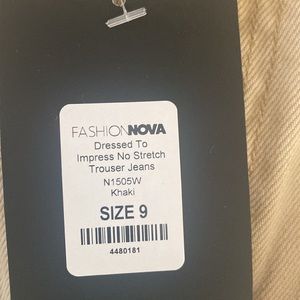 FASHIONNOVA
Dressed To
Impress No Stretch
Trouser Jeans
N1505W
Khaki
SIZE 9
4480181